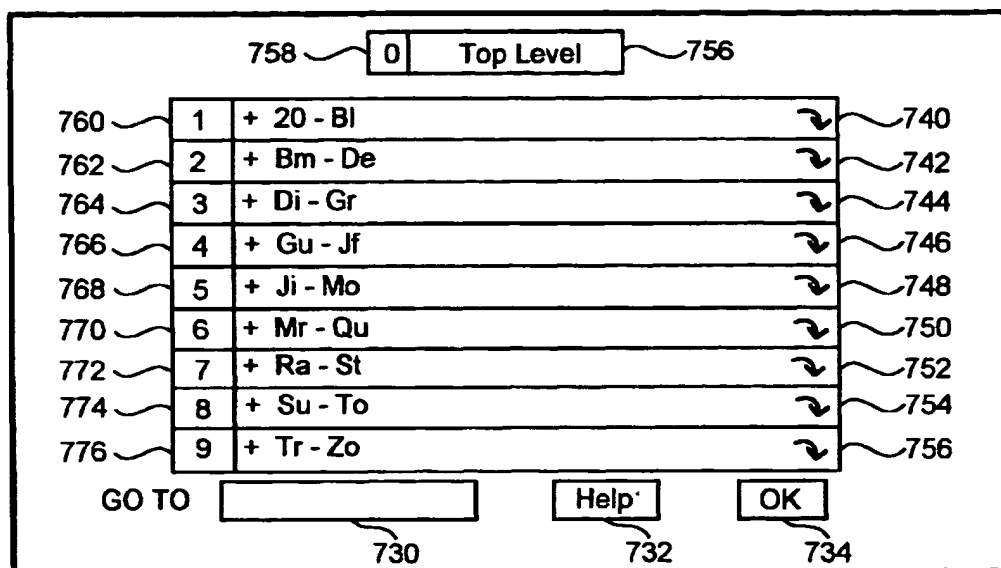 758 0 Top Level 756
760 1 + 20 - Bl 740
762 2 + Bm - De 742
764 3 + Di - Gr 744
766 4 + Gu - Jf 746
768 5 + Ji - Mo 748
770 6 + Mr - Qu 750
772 7 + Ra - St 752
774 8 + Su - To 754
776 9 + Tr - Zo 756
GO TO Help OK
730 732 734